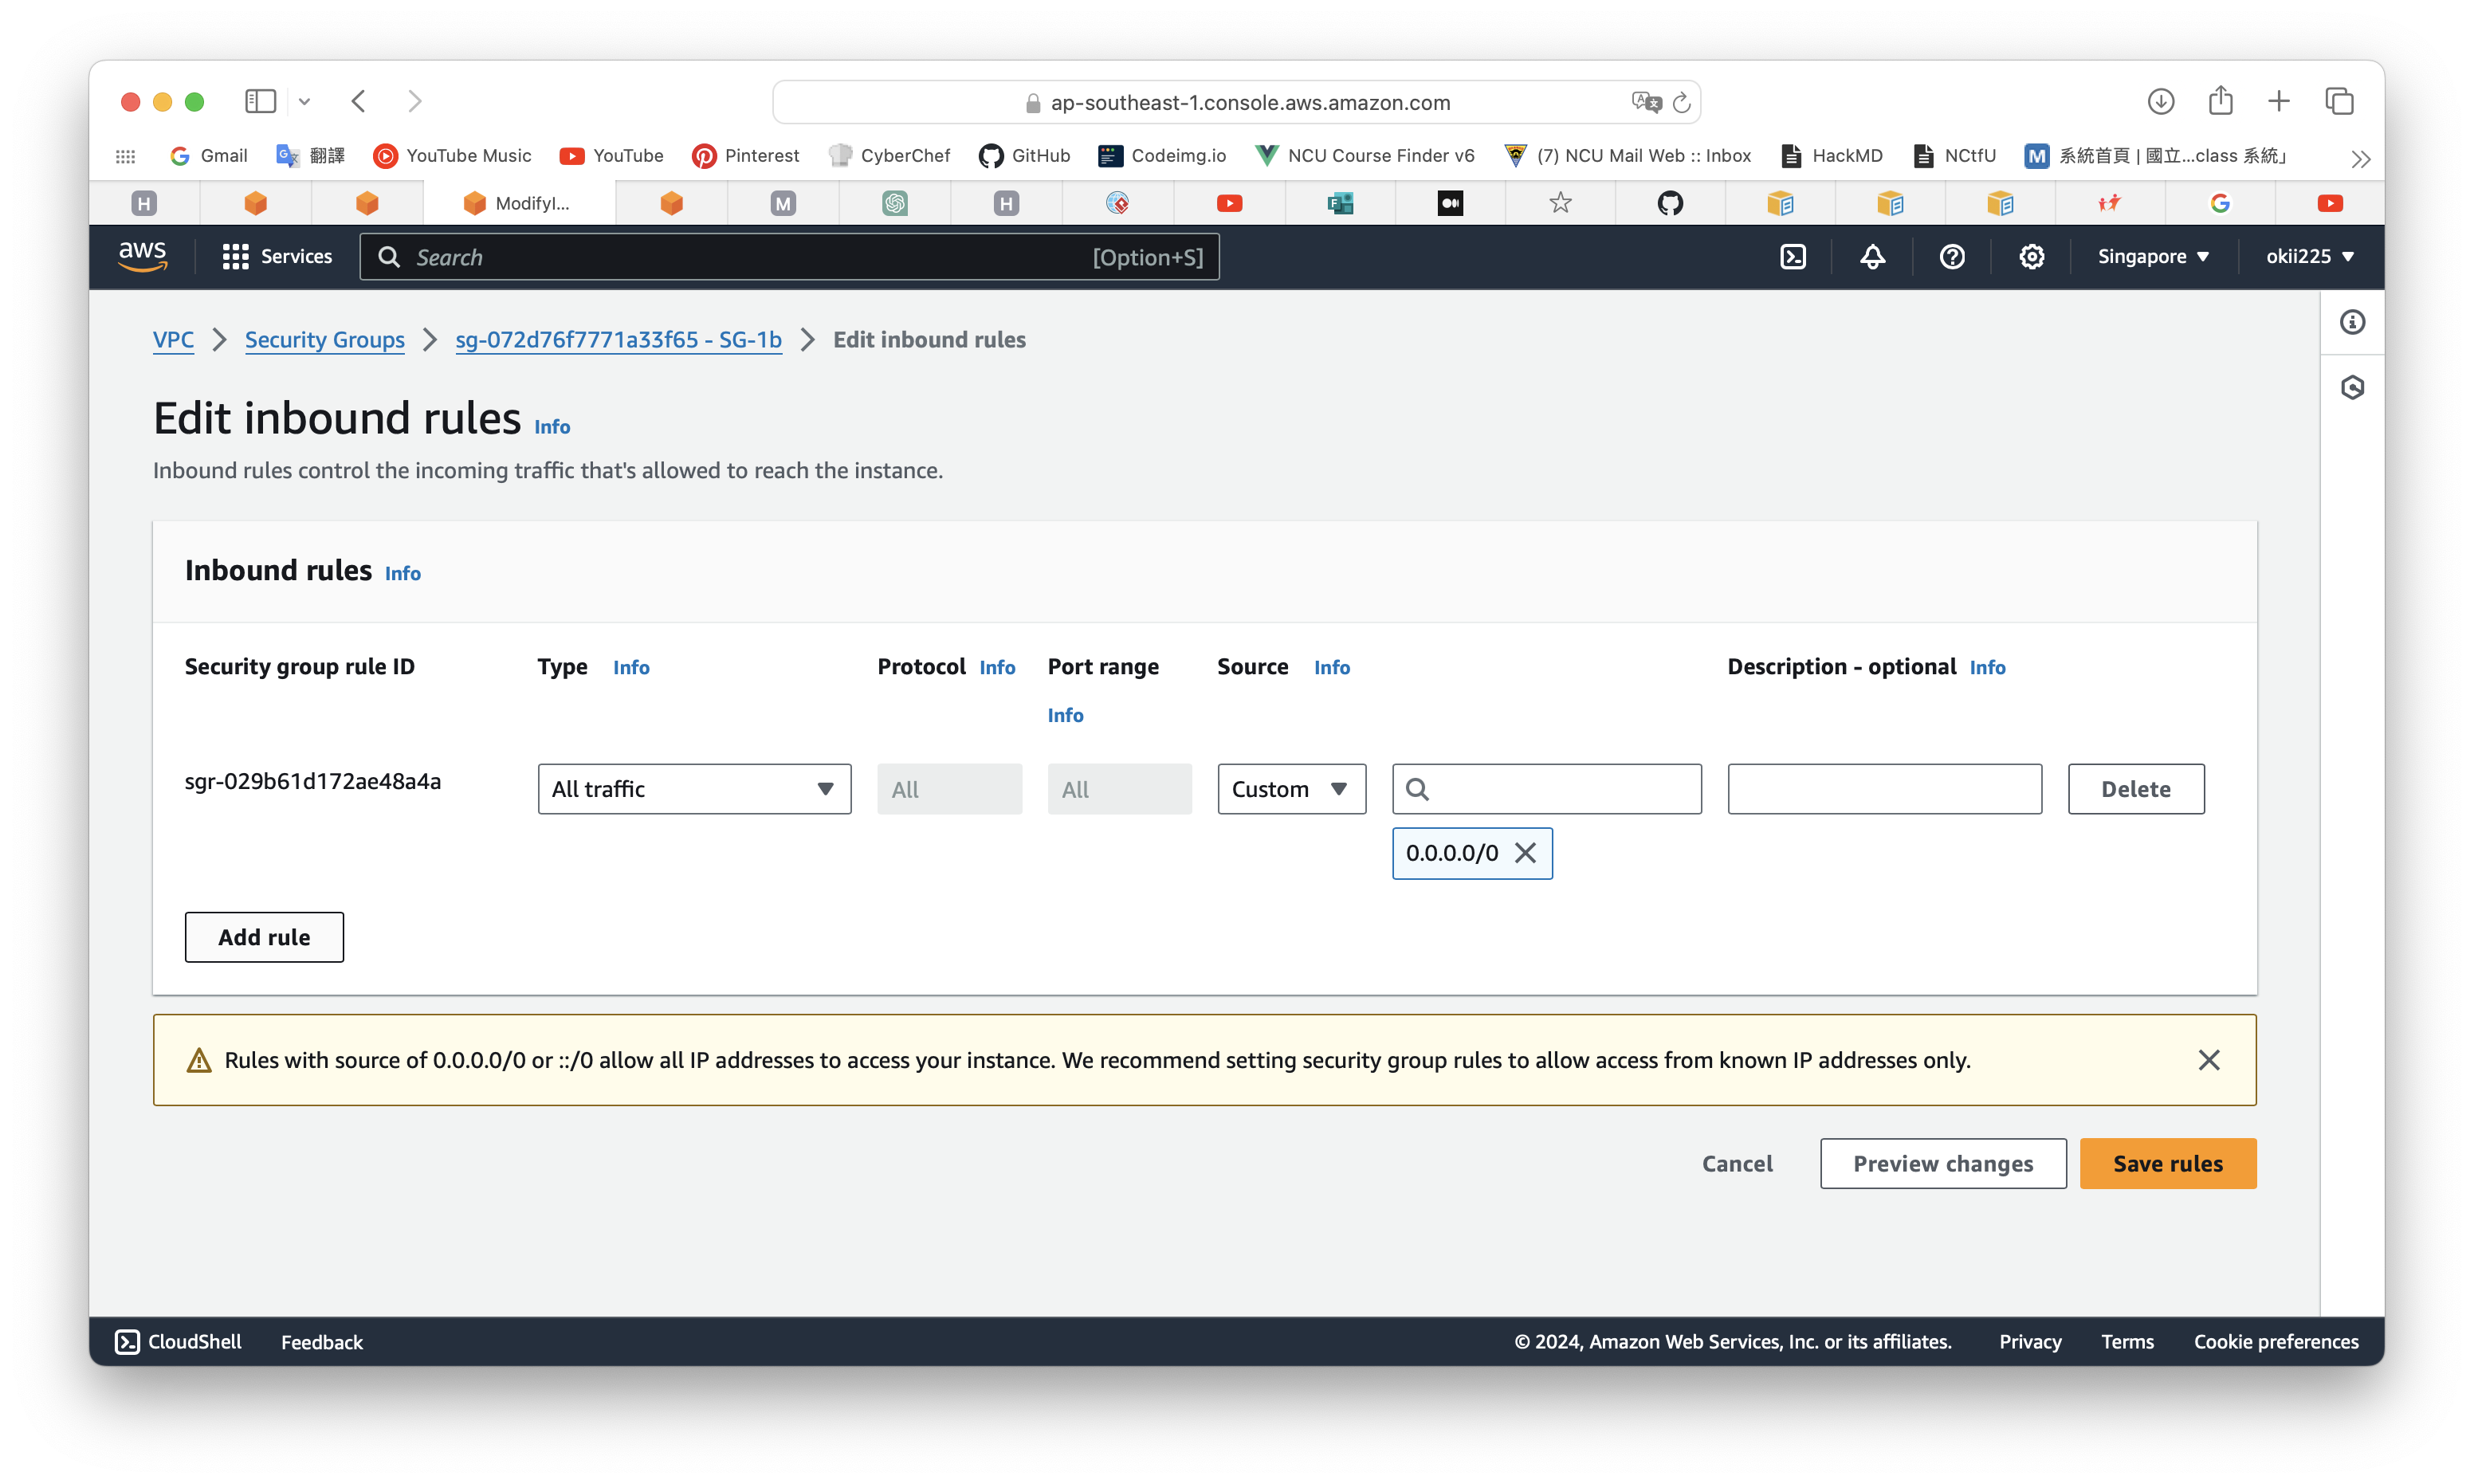 ap-southeast-1.console.aws.amazon.com
Gmail 翻譯 YouTube Music YouTube Pinterest CyberChef GitHub Codeimg.io NCU Course Finder v6 (7) NCU Mail Web :: Inbox HackMD NCtfU M 系統首頁 | 國立...class 系統」
H ModifyI... M H
aws Services Search [Option+S] Singapore okii225
VPC Security Groups sg-072d76f7771a33f65 - SG-1b Edit inbound rules
Edit inbound rules Info
Inbound rules control the incoming traffic that's allowed to reach the instance.
Inbound rules Info
Security group rule ID Type Info Protocol Info Port range Source Info Description - optional Info
Info
sgr-029b61d172ae48a4a All traffic All All Custom Delete
0.0.0.0/0
Add rule
Rules with source of 0.0.0.0/0 or ::/0 allow all IP addresses to access your instance. We recommend setting security group rules to allow access from known IP addresses only.
Cancel Preview changes Save rules
CloudShell Feedback © 2024, Amazon Web Services, Inc. or its affiliates. Privacy Terms Cookie preferences